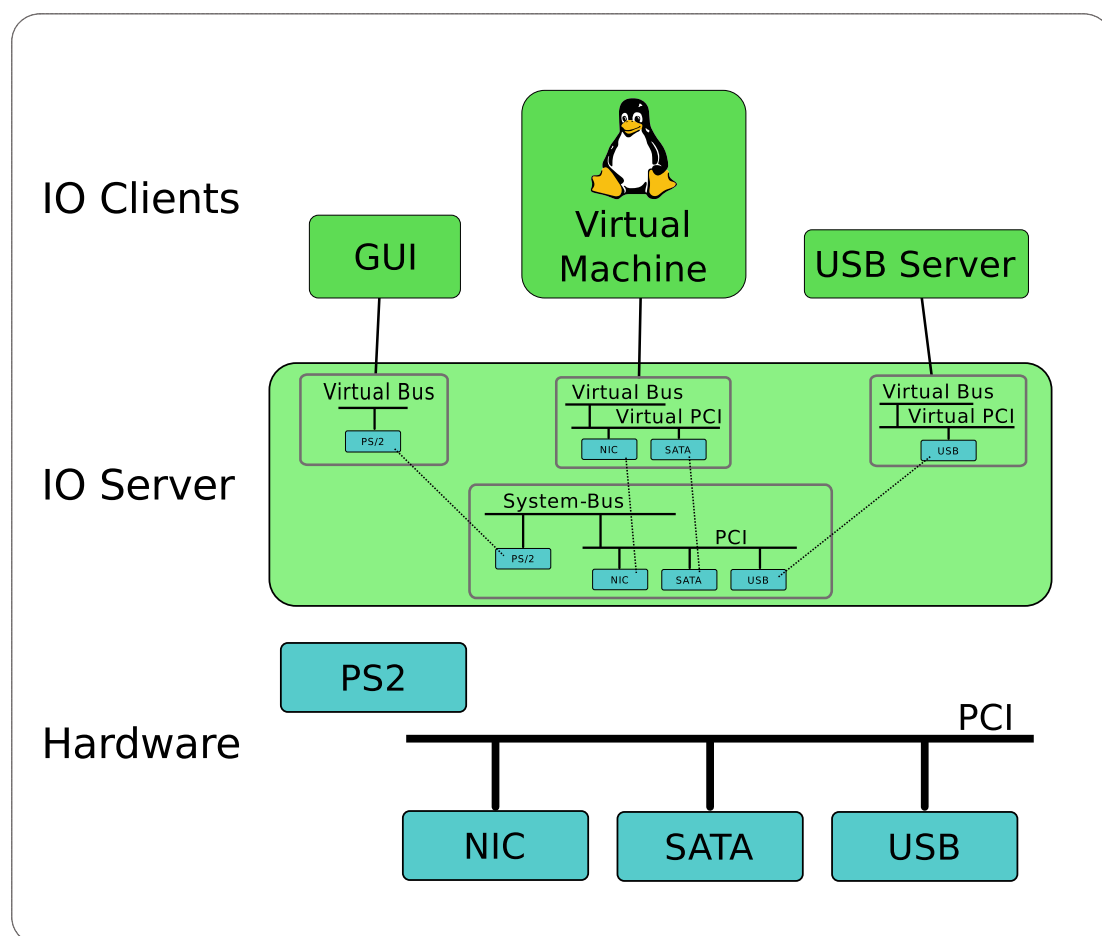 IO Clients
GUI
Virtual
Machine
USB Server
IO Server
Virtual Bus
PS/2
Virtual Bus
Virtual PCI
NIC
SATA
Virtual Bus
Virtual PCI
USB
System-Bus
PCI
PS/2
NIC
SATA
USB
Hardware
PS2
PCI
NIC
SATA
USB